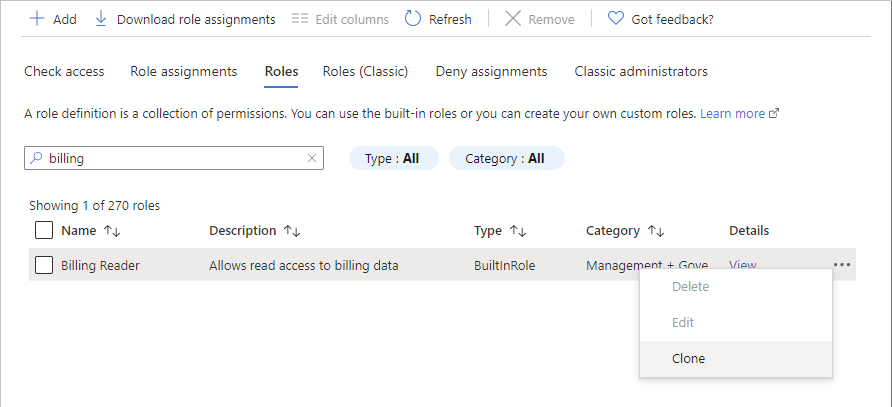 Add Download role assignments Edit columns Refresh Remove Got feedback?
Check access Role assignments Roles Roles (Classic) Deny assignments Classic administrators
A role definition is a collection of permissions. You can use the built-in roles or you can create your own custom roles. Learn more
billing Type : All Category : All
Showing 1 of 270 roles
Name Description Type Category Details
Billing Reader Allows read access to billing data BuiltInRole Management + Gove View
Delete
Edit
Clone